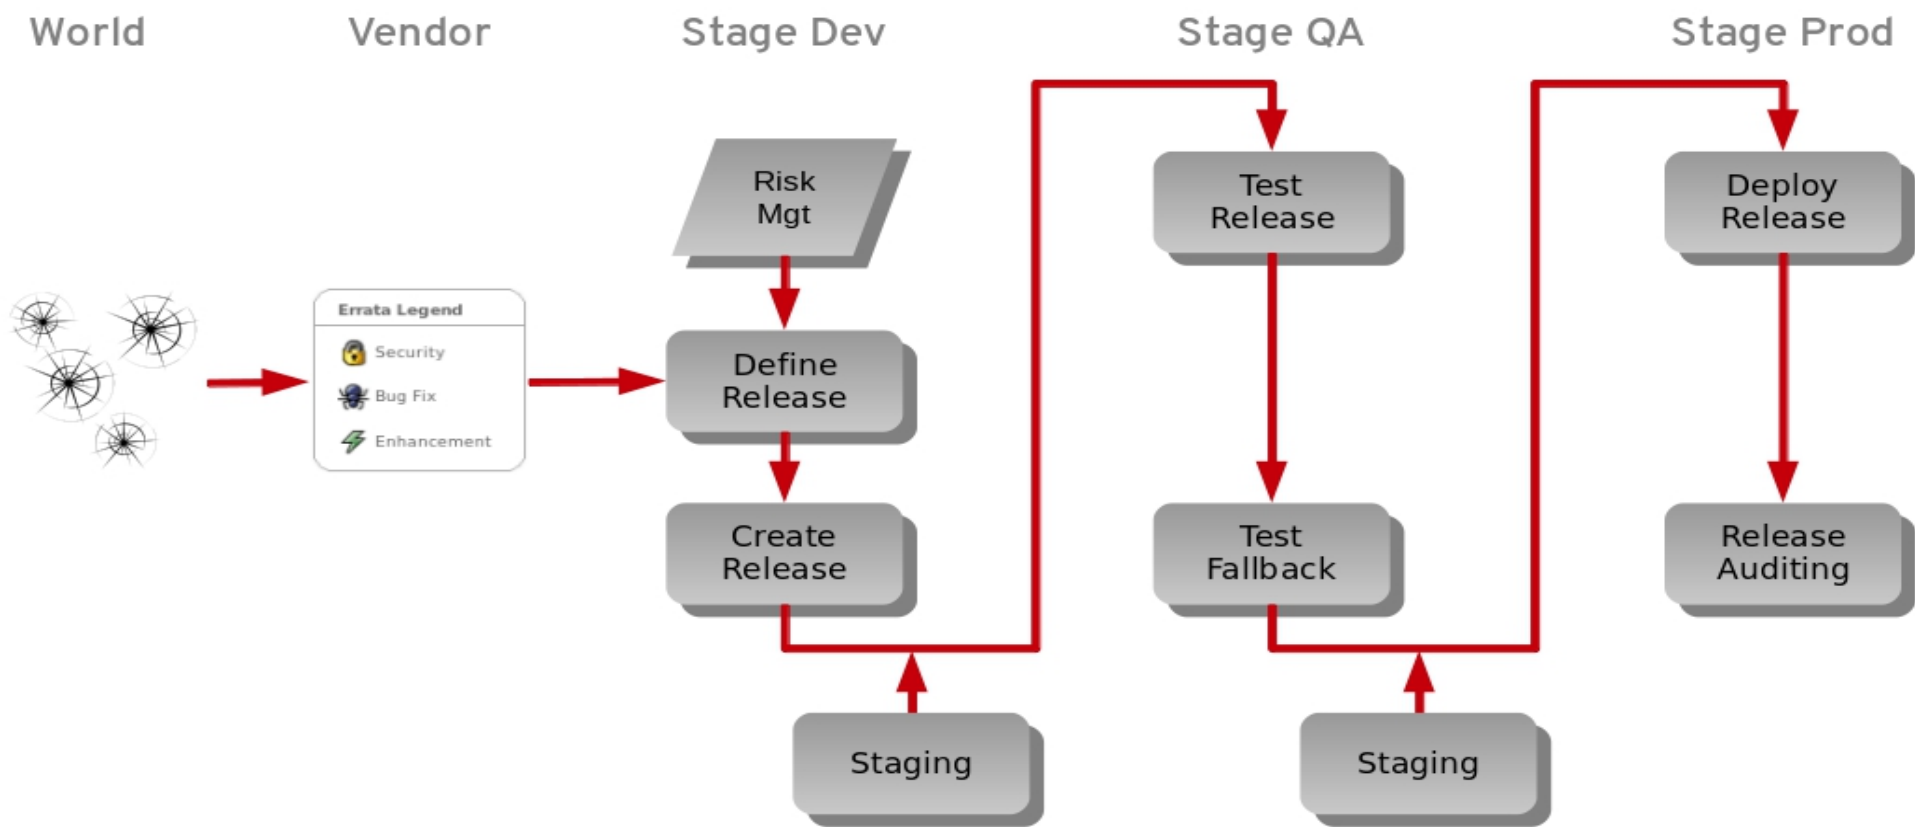 World
Vendor
Stage Dev
Stage QA
Stage Prod
Risk
Mgt
Test
Release
Deploy
Release
Errata Legend
Security
Bug Fix
Enhancement
Define
Release
Create
Release
Test
Fallback
Release
Auditing
Staging
Staging